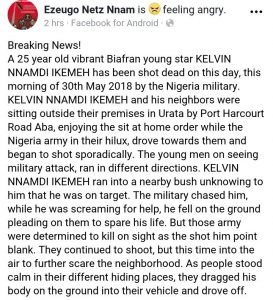 Ezeugo Netz Nnam is 😠 feeling angry.
2 hrs · Facebook for Android ·
Breaking News!
A 25 year old vibrant Biafran young star KELVIN
NNAMDI IKEMEH has been shot dead on this day, this
morning of 30th May 2018 by the Nigeria military.
KELVIN NNAMDI IKEMEH and his neighbors were
sitting outside their premises in Urata by Port Harcourt
Road Aba, enjoying the sit at home order while the
Nigeria army in their hilux, drove towards them and
began to shot sporadically. The young men on seeing
military attack, ran in different directions. KELVIN
NNAMDI IKEMEH ran into a nearby bush unknowing to
him that he was on target. The military chased him,
while he was screaming for help, he fell on the ground
pleading on them to spare his life. But those army
were determined to kill on sight as the shot him point
blank. They continued to shoot, but this time into the
air to further scare the neighbourhood. As people stood
calm in their different hiding places, they dragged his
body on the ground into their vehicle and drove off.